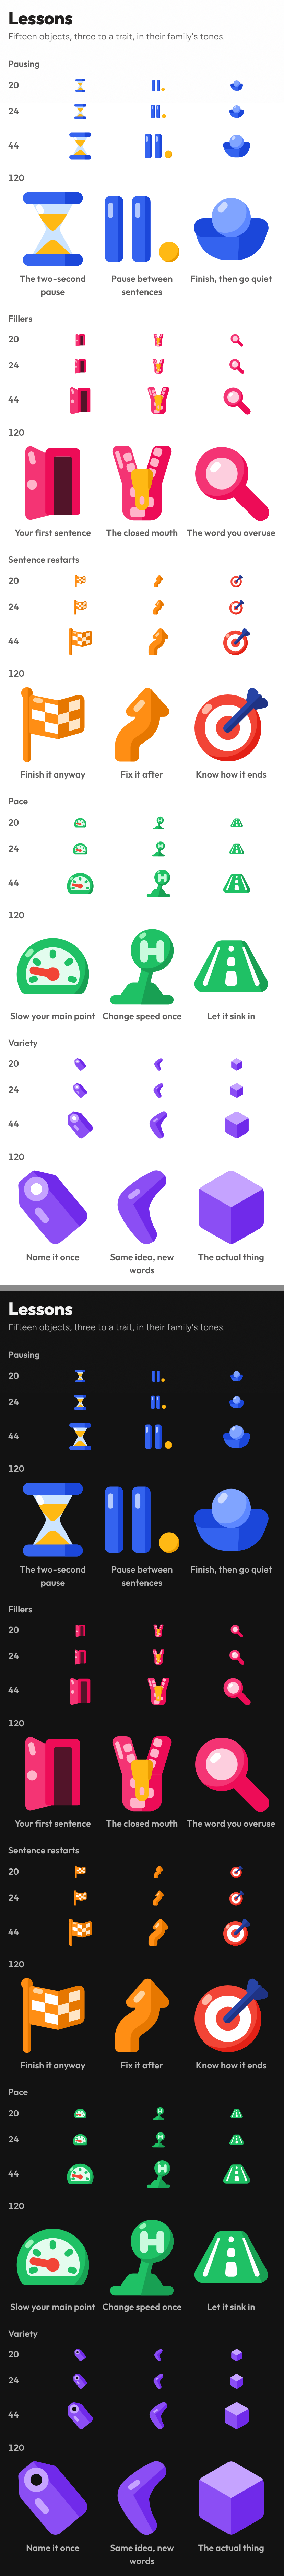 Lessons
Fifteen objects, three to a trait, in their family's tones.
Pausing
20
24
44
120
The two-second pause
Pause between sentences
Finish, then go quiet
Fillers
20
24
44
120
Your first sentence
The closed mouth
The word you overuse
Sentence restarts
20
24
44
120
Finish it anyway
Fix it after
Know how it ends
Pace
20
24
44
120
H
Slow your main point
Change speed once
Let it sink in
Variety
20
24
44
120
Name it once
Same idea, new words
The actual thing
Lessons
Fifteen objects, three to a trait, in their family's tones.
Pausing
20
24
44
120
The two-second pause
Pause between sentences
Finish, then go quiet
Fillers
20
24
44
120
Your first sentence
The closed mouth
The word you overuse
Sentence restarts
20
24
44
120
Finish it anyway
Fix it after
Know how it ends
Pace
20
24
44
120
H
Slow your main point
Change speed once
Let it sink in
Variety
20
24
44
120
Name it once
Same idea, new words
The actual thing